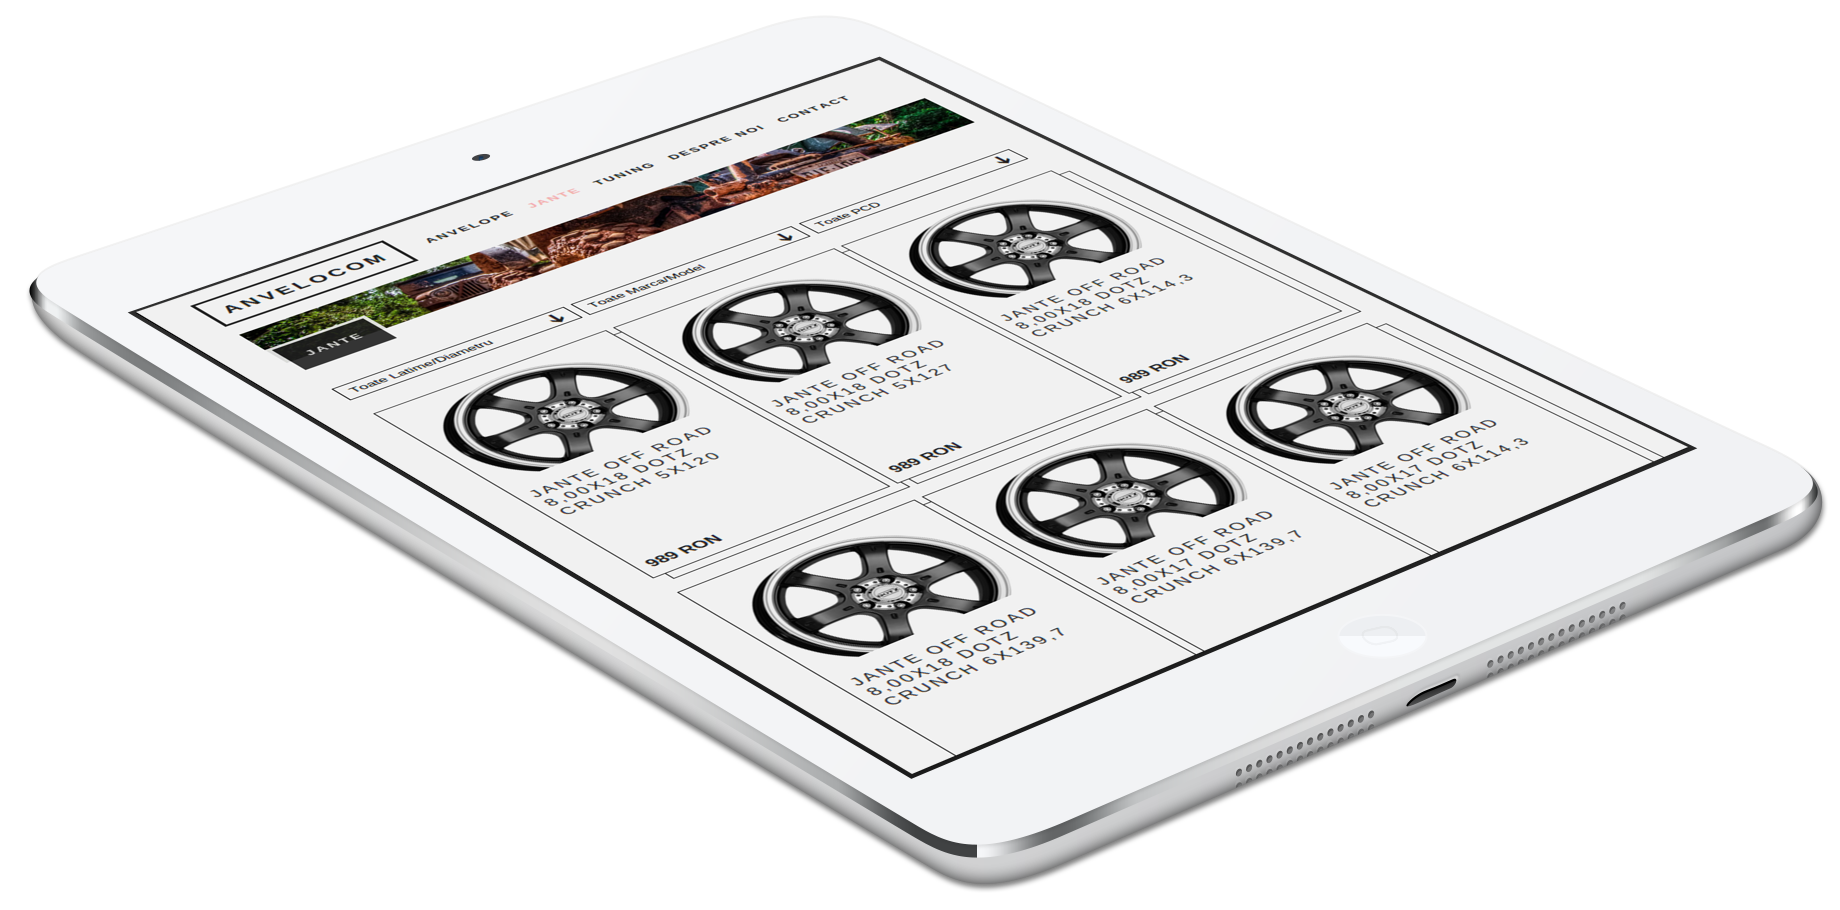 ANVELOCOM
ANVELOPE JANTE TUNING DESPRE NOI CONTACT
JANTE
Toate Latime/Diametru
Toate Marca/Model
Toate PCD
JANTE OFF ROAD
8,00X18 DOTZ
CRUNCH 5X120
989 RON
JANTE OFF ROAD
8,00X18 DOTZ
CRUNCH 5X127
989 RON
JANTE OFF ROAD
8,00X18 DOTZ
CRUNCH 6X114,3
989 RON
JANTE OFF ROAD
8,00X18 DOTZ
CRUNCH 6X139,7
JANTE OFF ROAD
8,00X17 DOTZ
CRUNCH 6X139,7
JANTE OFF ROAD
8,00X17 DOTZ
CRUNCH 6X114,3